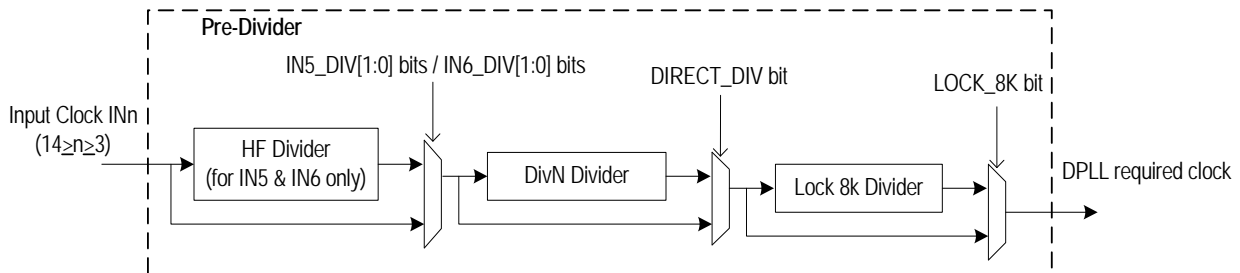 Pre-Divider
IN5_DIV[1:0] bits / IN6_DIV[1:0] bits
DIRECT_DIV bit
LOCK_8K bit
Input Clock INn
(14≥n≥3)
HF Divider
(for IN5 & IN6 only)
DivN Divider
Lock 8k Divider
DPLL required clock